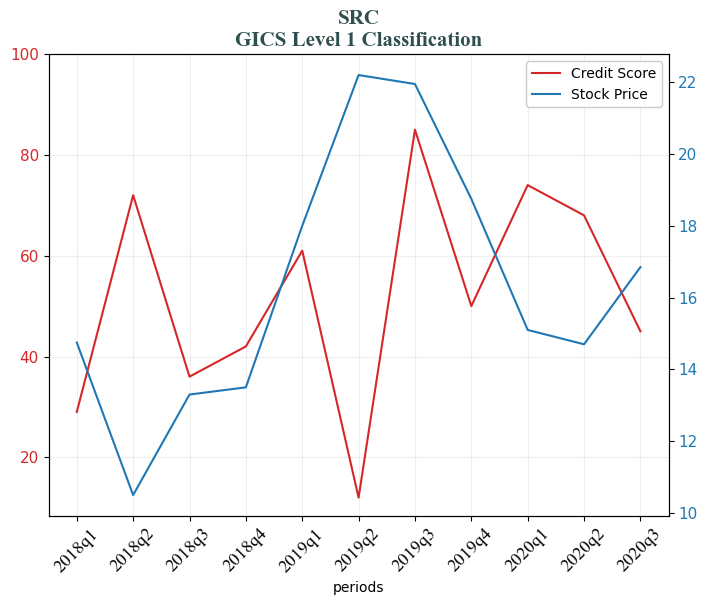 SRC
GICS Level 1 Classification
Credit Score
Stock Price
100
80
60
40
20
22
20
18
16
14
12
10
2018q1
2018q2
2018q3
2018q4
2019q1
2019q2
2019q3
2019q4
2020q1
2020q2
2020q3
periods